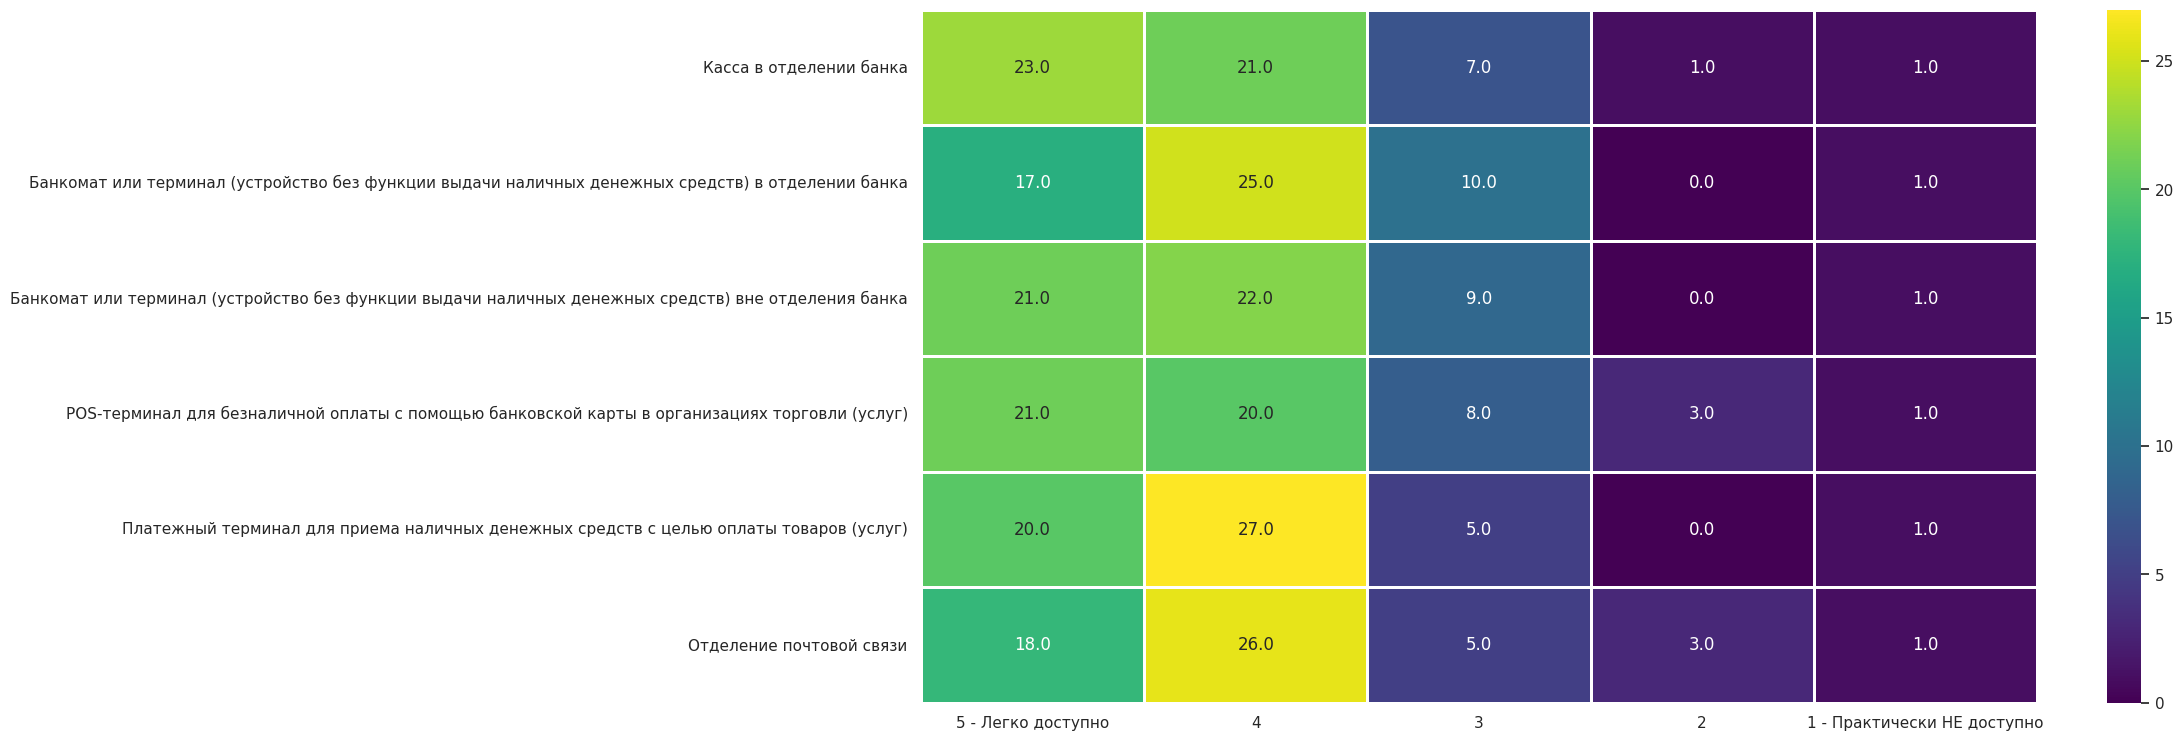 Касса в отделении банка 23.0 21.0 7.0 1.0 1.0
Банкомат или терминал (устройство без функции выдачи наличных денежных средств) в отделении банка 17.0 25.0 10.0 0.0 1.0
Банкомат или терминал (устройство без функции выдачи наличных денежных средств) вне отделения банка 21.0 22.0 9.0 0.0 1.0
POS-терминал для безналичной оплаты с помощью банковской карты в организациях торговли (услуг) 21.0 20.0 8.0 3.0 1.0
Платежный терминал для приема наличных денежных средств с целью оплаты товаров (услуг) 20.0 27.0 5.0 0.0 1.0
Отделение почтовой связи 18.0 26.0 5.0 3.0 1.0
5 - Легко доступно 4 3 2 1 - Практически НЕ доступно
25
20
15
10
5
0